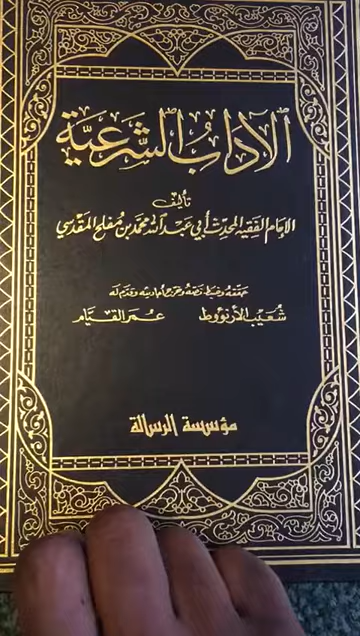 الآداب الشرعية
تأليف
الإمام الفقيه المحدث أبي عبد الله محمد بن مفلح المقدسي
حققه وضبط نصه وخرج أحاديثه وقدم له
شعيب الأرنؤوط عمر القيام
مؤسسة الرسالة